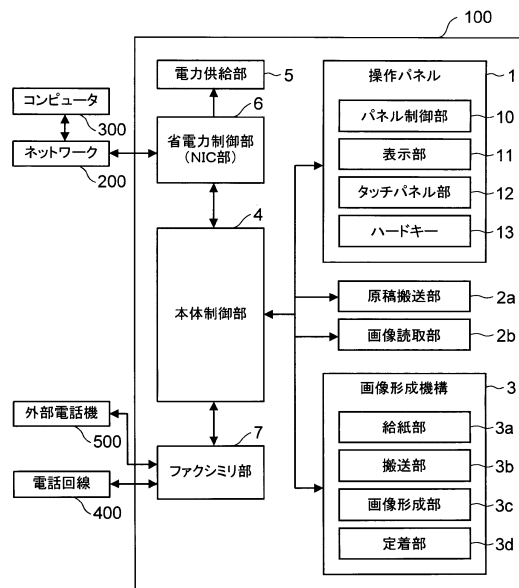 100
電力供給部
5
操作パネル
1
コンピュータ
300
6
パネル制御部
10
省電力制御部
(NIC部)
表示部
11
ネットワーク
200
タッチパネル部
12
4
ハードキー
13
本体制御部
原稿搬送部
2a
画像読取部
2b
画像形成機構
3
外部電話機
500
7
給紙部
3a
ファクシミリ部
搬送部
3b
電話回線
400
画像形成部
3c
定着部
3d